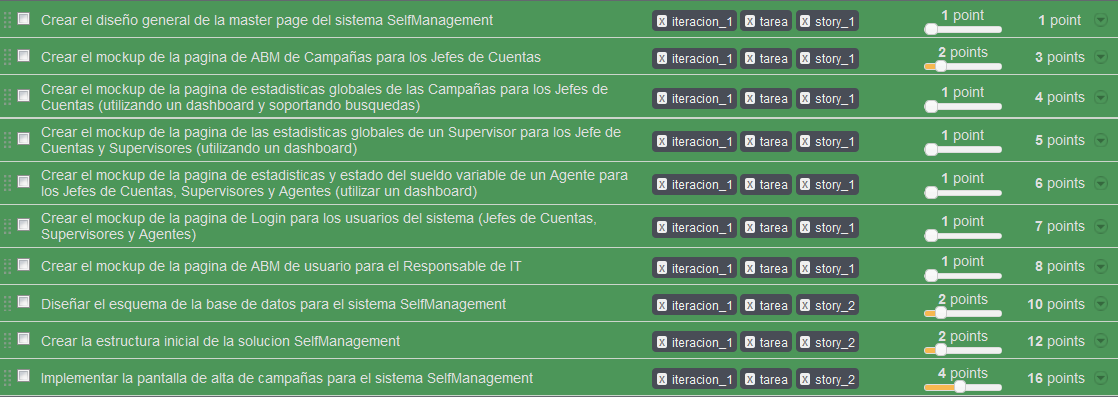 Crear el diseño general de la master page del sistema SelfManagement x iteracion_1 x tarea x story_1 1 point 1 point
Crear el mockup de la pagina de ABM de Campañas para los Jefes de Cuentas x iteracion_1 x tarea x story_1 2 points 3 points
Crear el mockup de la pagina de estadisticas globales de las Campañas para los Jefes de
Cuentas (utilizando un dashboard y soportando busquedas) x iteracion_1 x tarea x story_1 1 point 4 points
Crear el mockup de la pagina de las estadisticas globales de un Supervisor para los Jefe de
Cuentas y Supervisores (utilizando un dashboard) x iteracion_1 x tarea x story_1 1 point 5 points
Crear el mockup de la pagina de estadisticas y estado del sueldo variable de un Agente para
los Jefes de Cuentas, Supervisores y Agentes (utilizar un dashboard) x iteracion_1 x tarea x story_1 1 point 6 points
Crear el mockup de la pagina de Login para los usuarios del sistema (Jefes de Cuentas,
Supervisores y Agentes) x iteracion_1 x tarea x story_1 1 point 7 points
Crear el mockup de la pagina de ABM de usuario para el Responsable de IT x iteracion_1 x tarea x story_1 1 point 8 points
Diseñar el esquema de la base de datos para el sistema SelfManagement x iteracion_1 x tarea x story_2 2 points 10 points
Crear la estructura inicial de la solucion SelfManagement x iteracion_1 x tarea x story_2 2 points 12 points
Implementar la pantalla de alta de campañas para el sistema SelfManagement x iteracion_1 x tarea x story_2 4 points 16 points